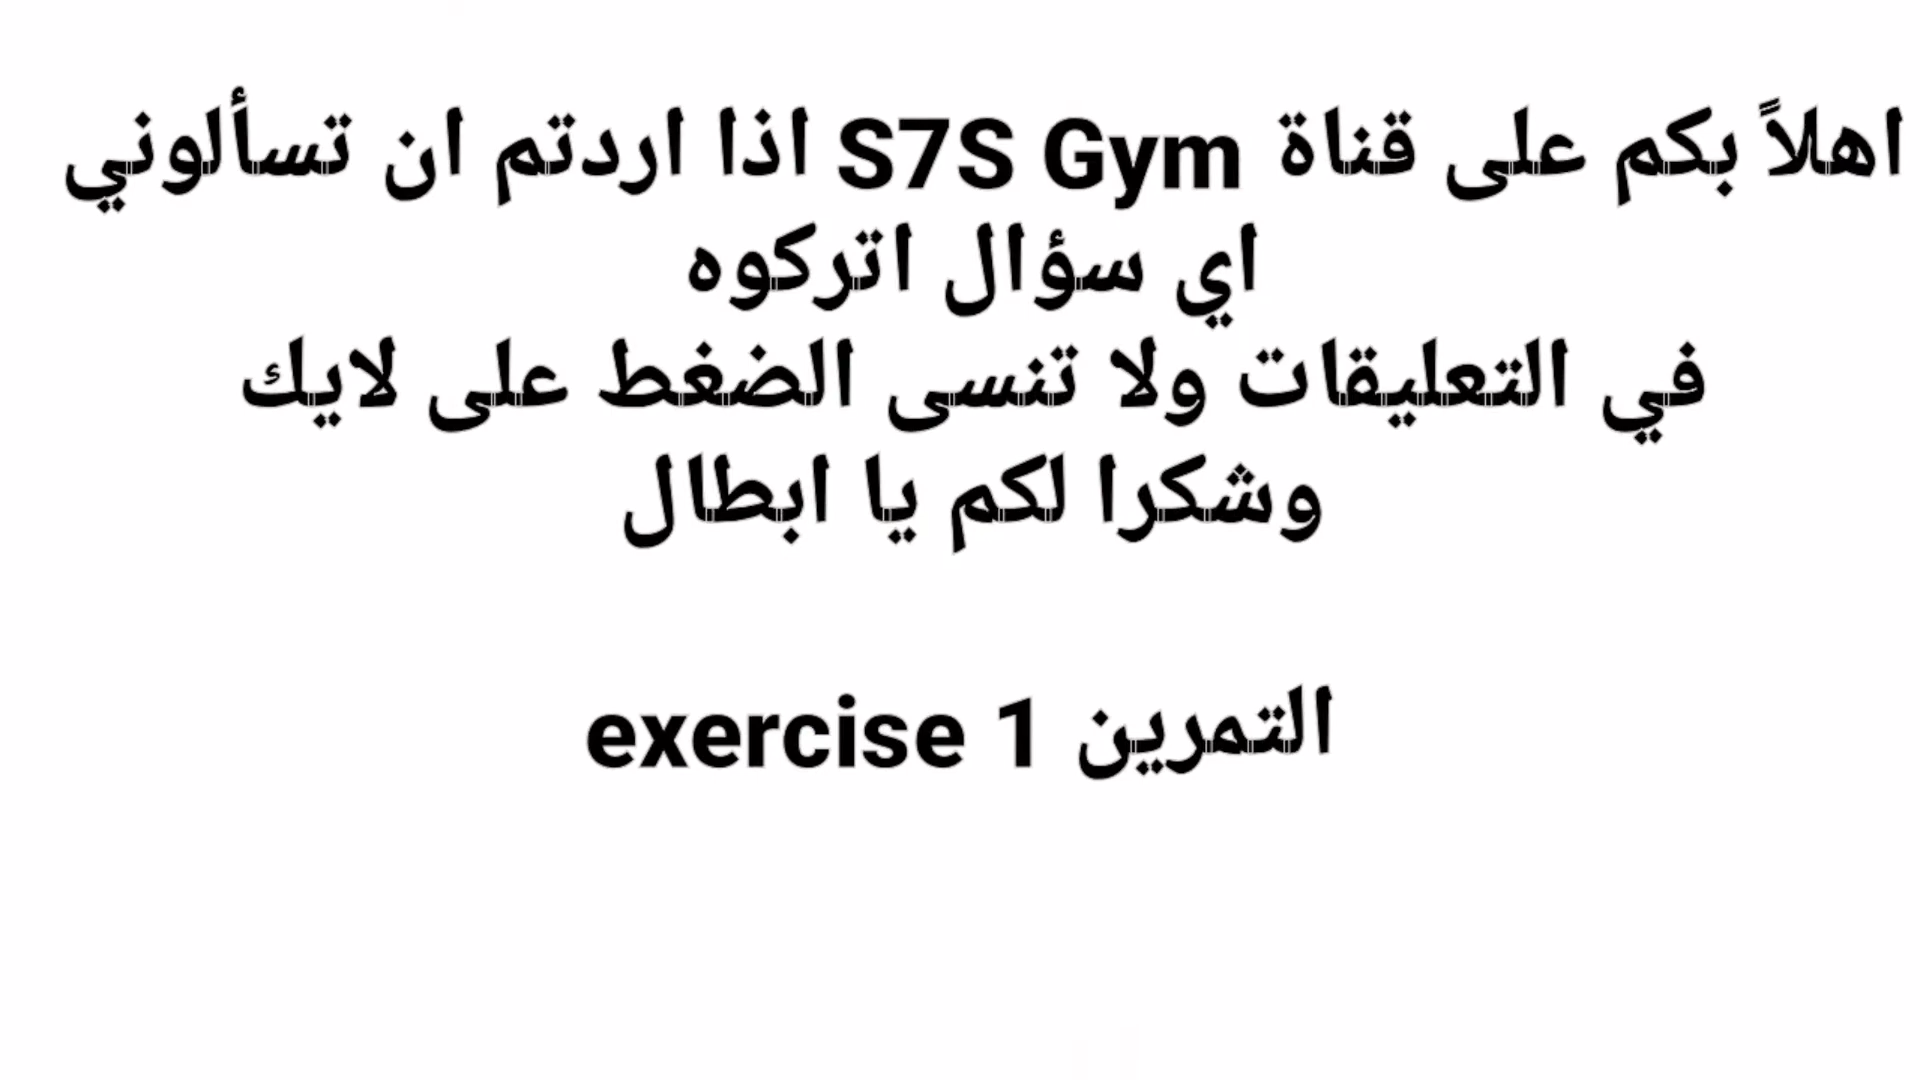 اهلاً بكم على قناة S7S Gym اذا اردتم ان تسألوني
اي سؤال اتركوه
في التعليقات ولا تنسى الضغط على لايك
وشكرا لكم يا ابطال
التمرين exercise 1